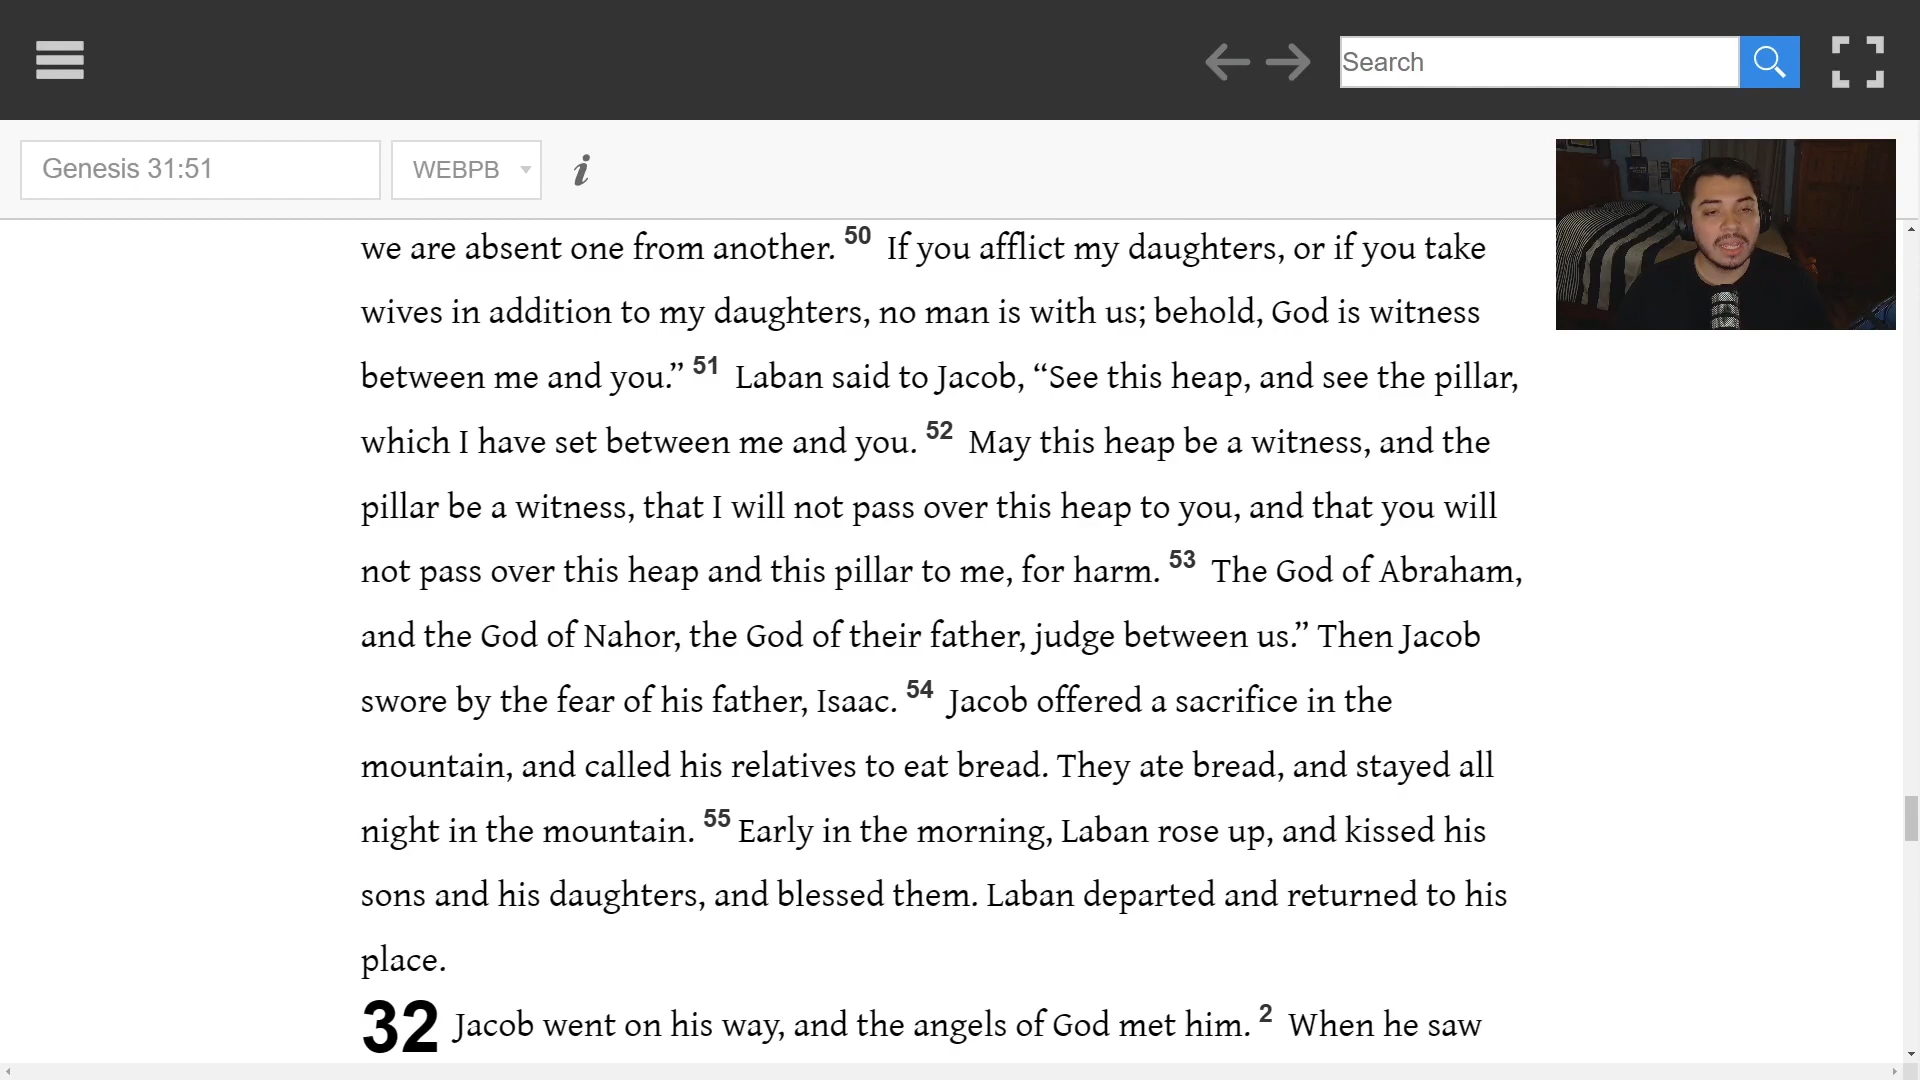 Search
Genesis 31:51
WEBPB
i
we are absent one from another. 50 If you afflict my daughters, or if you take
wives in addition to my daughters, no man is with us; behold, God is witness
between me and you.” 51 Laban said to Jacob, “See this heap, and see the pillar,
which I have set between me and you. 52 May this heap be a witness, and the
pillar be a witness, that I will not pass over this heap to you, and that you will
not pass over this heap and this pillar to me, for harm. 53 The God of Abraham,
and the God of Nahor, the God of their father, judge between us.” Then Jacob
swore by the fear of his father, Isaac. 54 Jacob offered a sacrifice in the
mountain, and called his relatives to eat bread. They ate bread, and stayed all
night in the mountain. 55 Early in the morning, Laban rose up, and kissed his
sons and his daughters, and blessed them. Laban departed and returned to his
place.
32 Jacob went on his way, and the angels of God met him. 2 When he saw